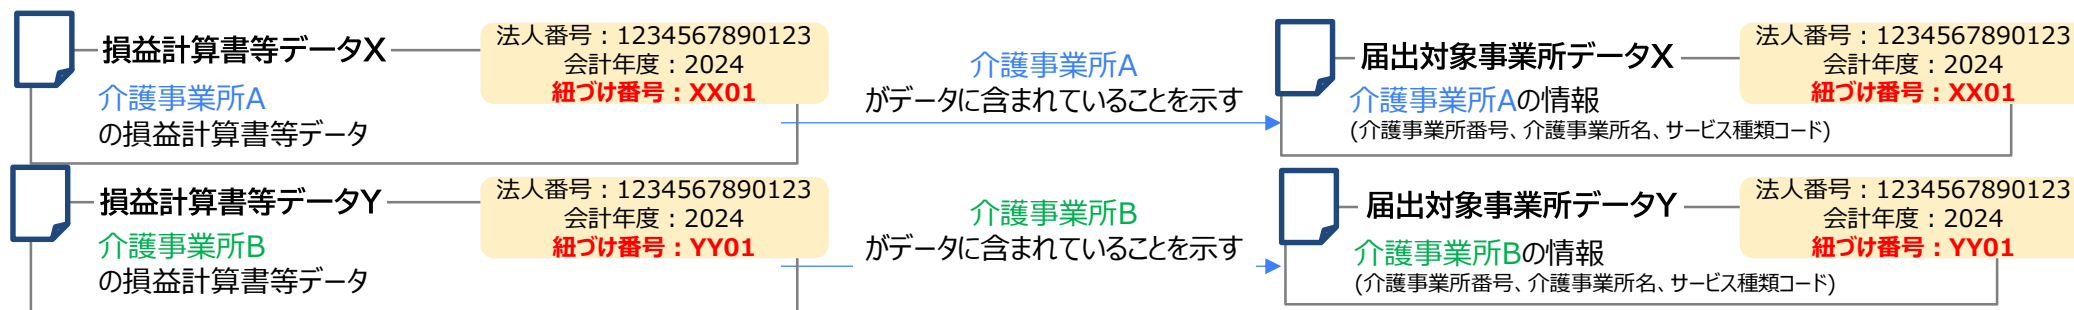 損益計算書等データX
法人番号：1234567890123
会計年度：2024
紐づけ番号：XX01
介護事業所A
の損益計算書等データ
介護事業所A
がデータに含まれていることを示す
届出対象事業所データX
法人番号：1234567890123
会計年度：2024
紐づけ番号：XX01
介護事業所Aの情報
(介護事業所番号、介護事業所名、サービス種類コード)
損益計算書等データY
法人番号：1234567890123
会計年度：2024
紐づけ番号：YY01
介護事業所B
の損益計算書等データ
介護事業所B
がデータに含まれていることを示す
届出対象事業所データY
法人番号：1234567890123
会計年度：2024
紐づけ番号：YY01
介護事業所Bの情報
(介護事業所番号、介護事業所名、サービス種類コード)